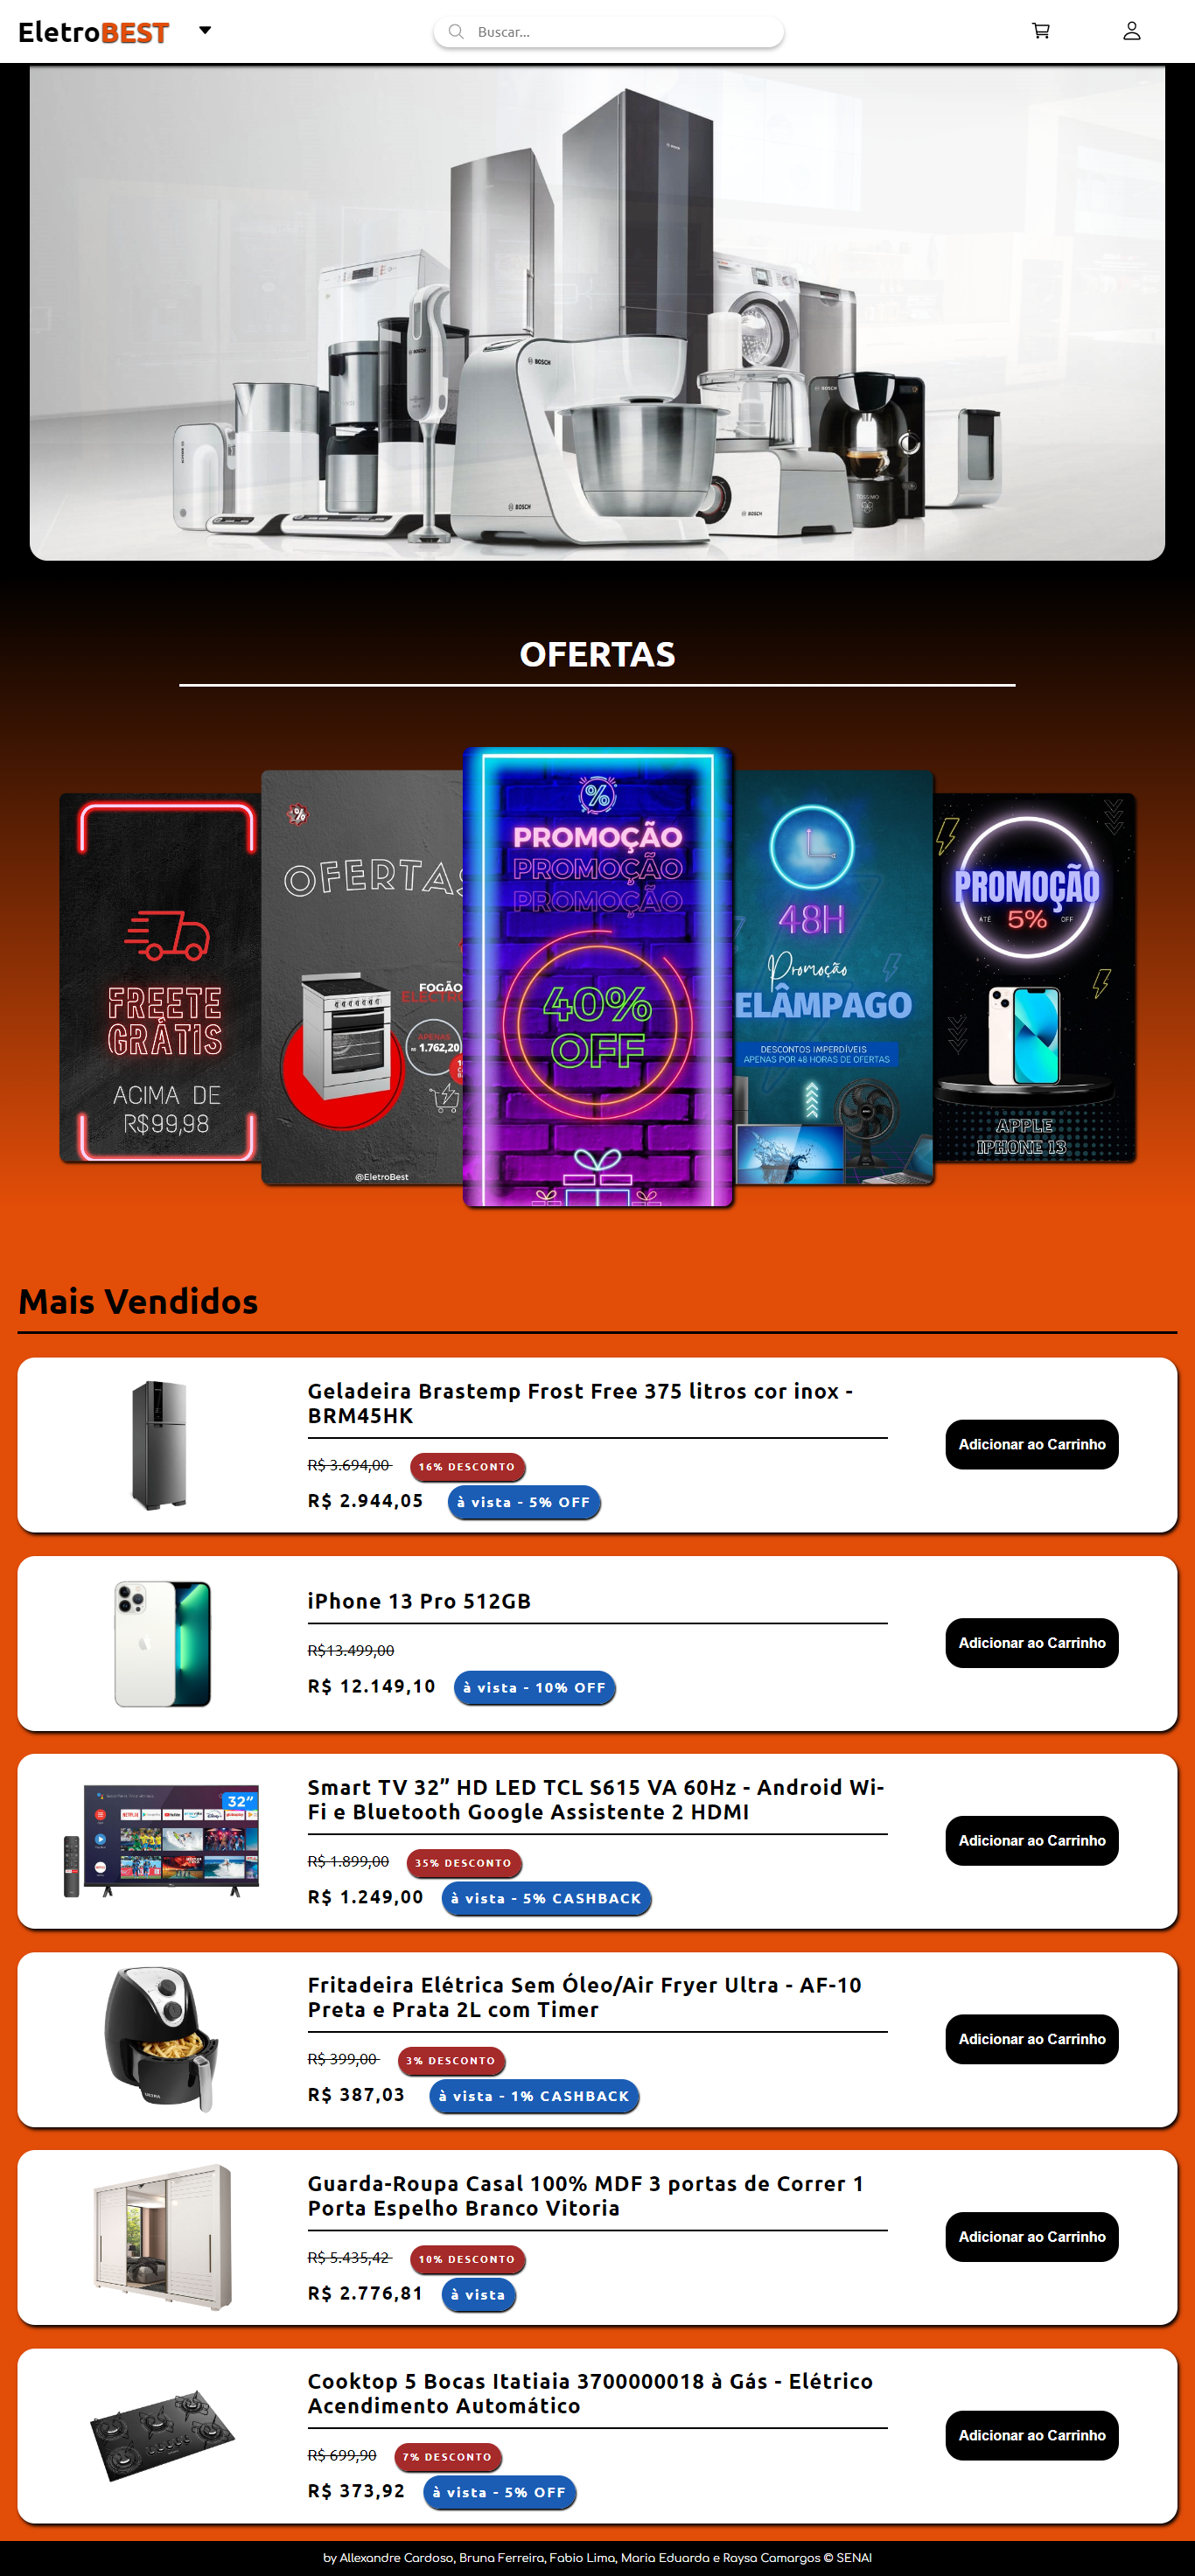 EletroBEST
Buscar...
BOSCH
BOSCH
BOSCH
BOSCH
BOSCH
BOSCH
TASSIMO
OFERTAS
FREETE
GRÁTIS
ACIMA DE
R$99,98
%
OFERTAS
FOGÃO
ELECTRO
APENAS
R$ 1.762,20
@EletroBest
%
PROMOÇÃO
PROMOÇÃO
PROMOÇÃO
40%
OFF
48H
Promoção
ELÂMPAGO
DESCONTOS IMPERDÍVEIS
APENAS POR 48 HORAS DE OFERTAS
PROMOÇÃO
ATÉ 5% OFF
APPLE
IPHONE 13
Mais Vendidos
Geladeira Brastemp Frost Free 375 litros cor inox -
BRM45HK
R$ 3.694,00 16% DESCONTO
R$ 2.944,05 à vista - 5% OFF
Adicionar ao Carrinho
iPhone 13 Pro 512GB
R$13.499,00
R$ 12.149,10 à vista - 10% OFF
Adicionar ao Carrinho
32”
Smart TV 32” HD LED TCL S615 VA 60Hz - Android Wi-
Fi e Bluetooth Google Assistente 2 HDMI
R$ 1.899,00 35% DESCONTO
R$ 1.249,00 à vista - 5% CASHBACK
Adicionar ao Carrinho
Fritadeira Elétrica Sem Óleo/Air Fryer Ultra - AF-10
Preta e Prata 2L com Timer
R$ 399,00 3% DESCONTO
R$ 387,03 à vista - 1% CASHBACK
Adicionar ao Carrinho
Guarda-Roupa Casal 100% MDF 3 portas de Correr 1
Porta Espelho Branco Vitoria
R$ 5.435,42 10% DESCONTO
R$ 2.776,81 à vista
Adicionar ao Carrinho
Cooktop 5 Bocas Itatiaia 3700000018 à Gás - Elétrico
Acendimento Automático
R$ 699,90 7% DESCONTO
R$ 373,92 à vista - 5% OFF
Adicionar ao Carrinho
by Allexandre Cardoso, Bruna Ferreira, Fabio Lima, Maria Eduarda e Raysa Camargos © SENAI